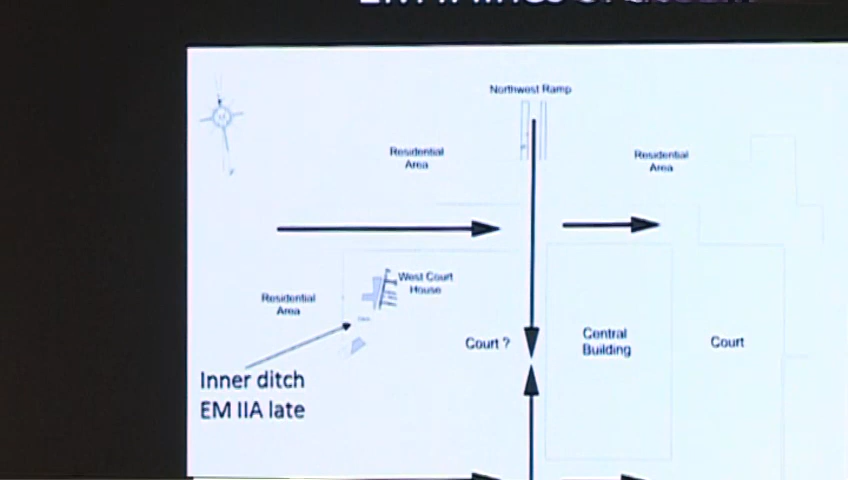 Northwest Ramp
Residential
Area
Residential
Area
West Court
House
Residential
Area
Court ?
Central
Building
Court
Inner ditch
EM IIA late